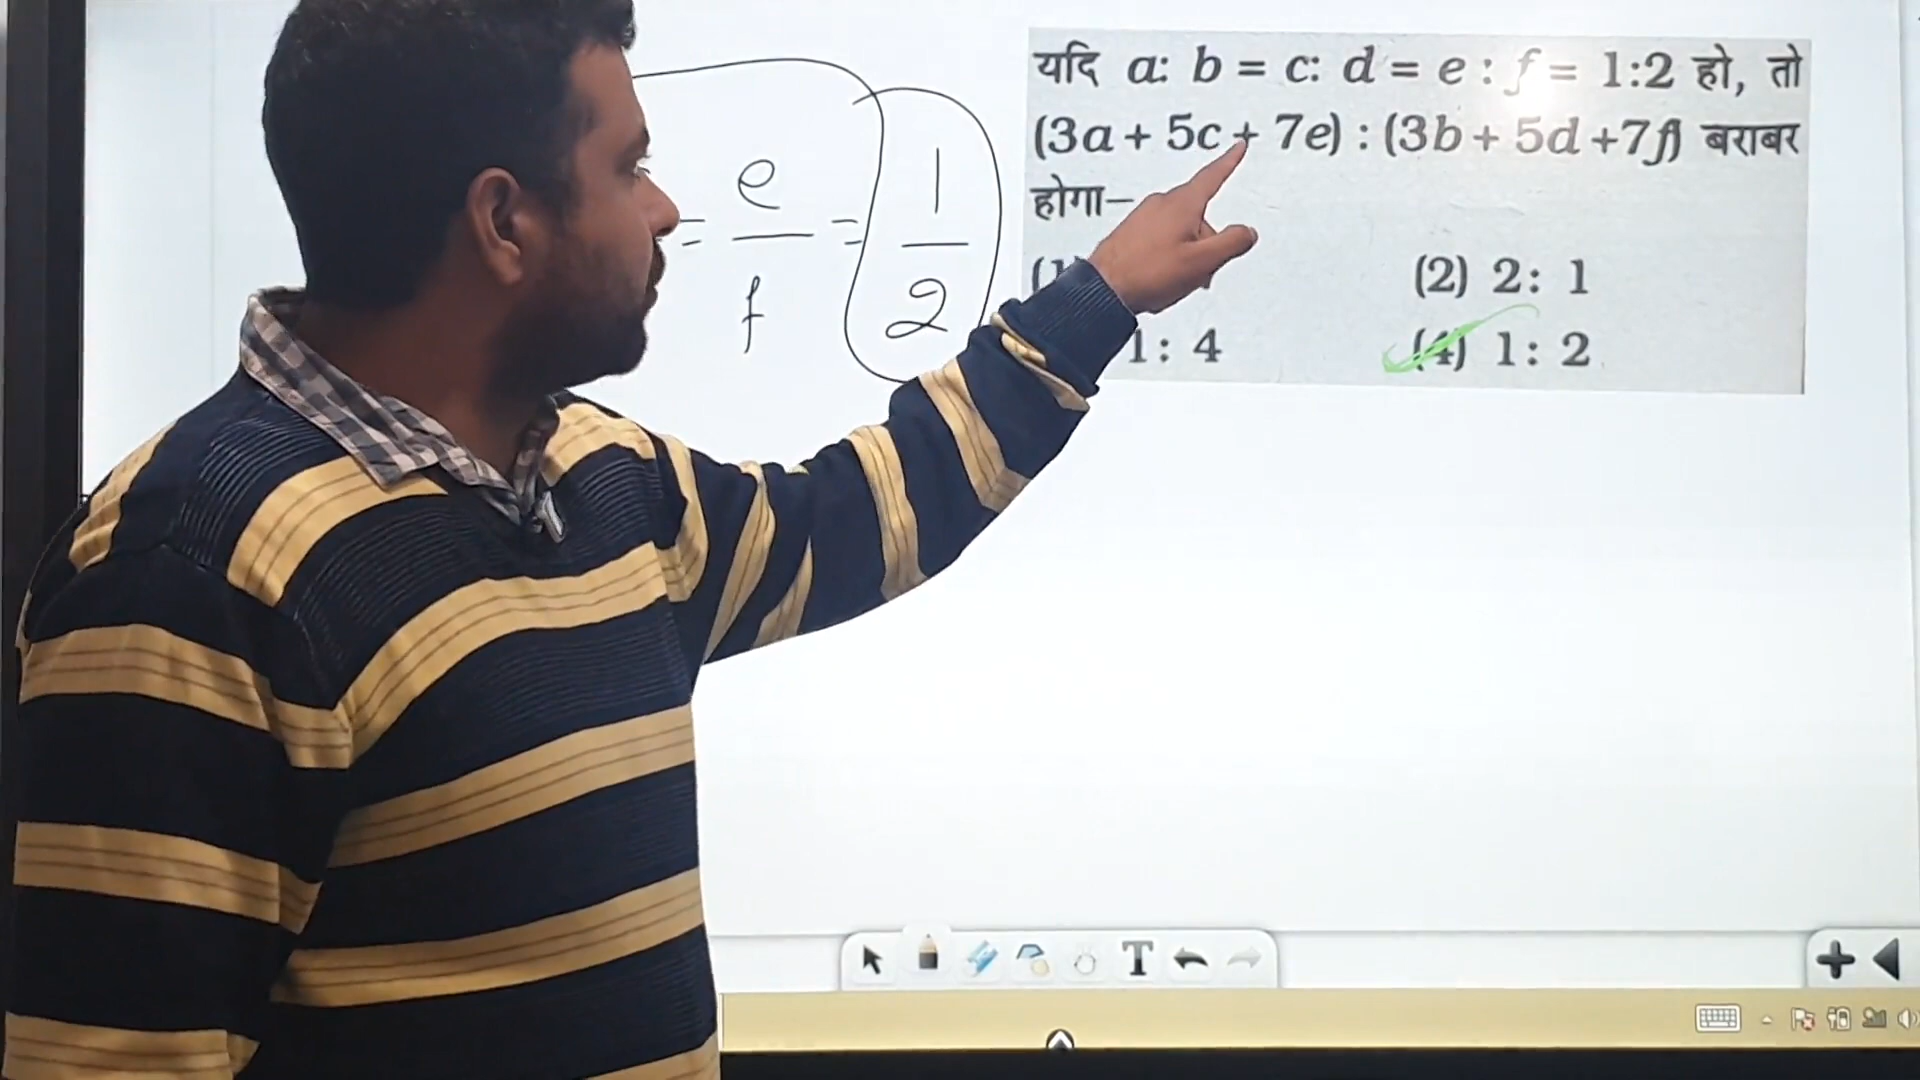 यदि a: b = c: d = e : f = 1:2 हो, तो
(3a + 5c + 7e) : (3b + 5d +7f) बराबर
होगा–
(2) 2: 1
1: 4
(4) 1: 2
= e/f = 1/2
T